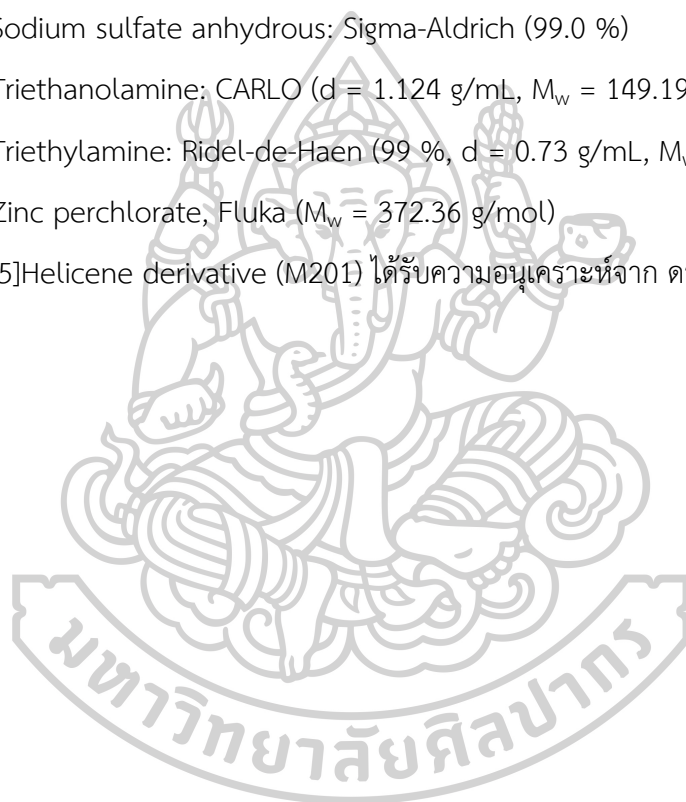 Sodium sulfate anhydrous: Sigma-Aldrich (99.0 %)
Triethanolamine: CARLO (d = 1.124 g/mL, Mw = 149.19
Triethylamine: Ridel-de-Haen (99 %, d = 0.73 g/mL, M
Zinc perchlorate, Fluka (Mw = 372.36 g/mol)
5]Helicene derivative (M201) ได้รับความอนุเคราะห์จาก
มหาวิทยาลัยศิลปากร